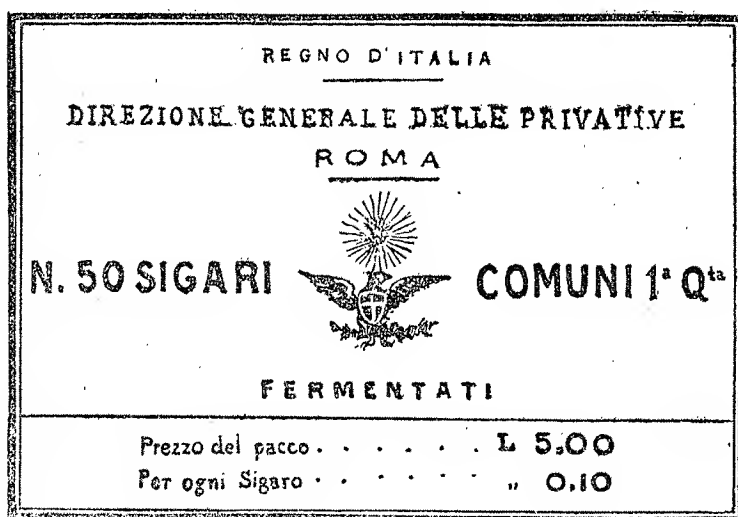 REGNO D'ITALIA
DIREZIONE GENERALE DELLE PRIVATIVE
ROMA
N. 50 SIGARI COMUNI 1ª Qtª
FERMENTATI
Prezzo del pacco . . . . . . L 5.00
Per ogni Sigaro . . . . . . „ 0.10